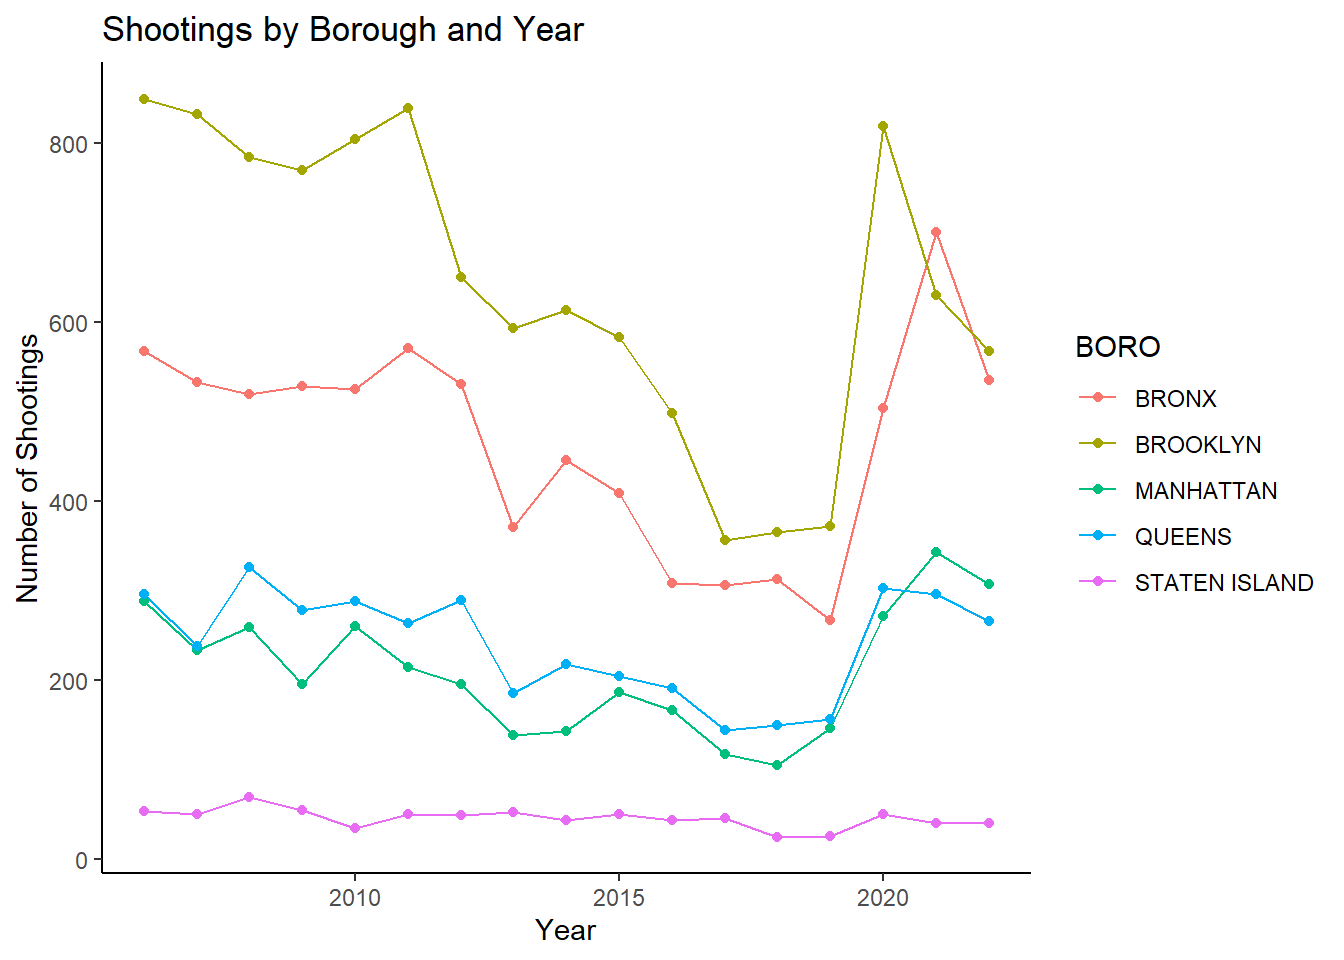 Shootings by Borough and Year
800
600
400
200
0
Number of Shootings
2010
2015
2020
Year
BORO
BRONX
BROOKLYN
MANHATTAN
QUEENS
STATEN ISLAND